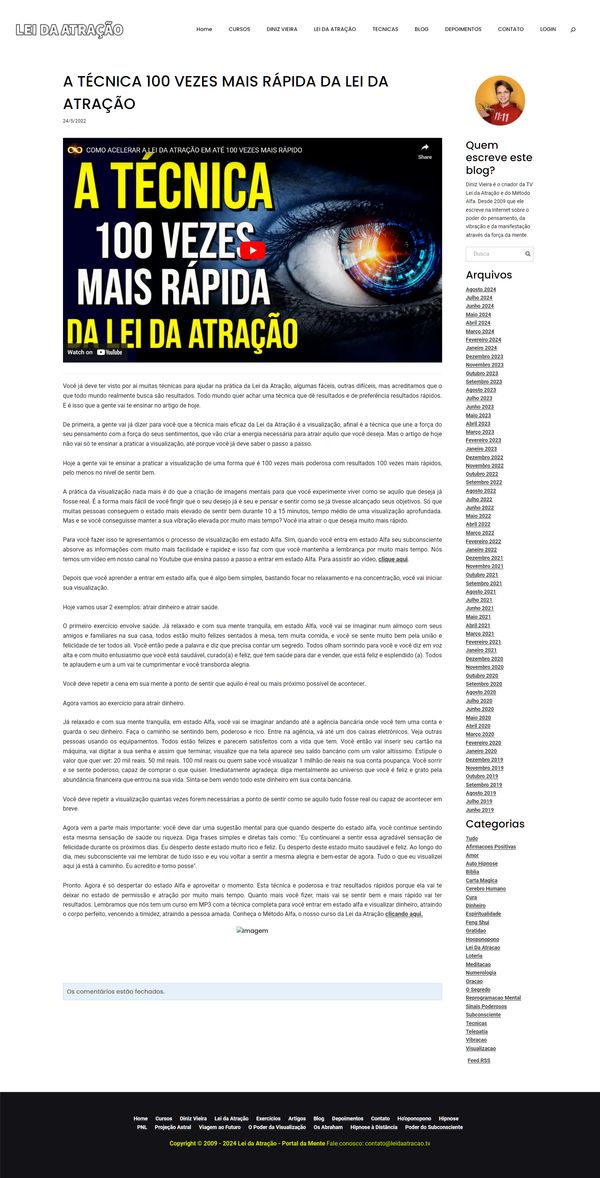 LEI DA ATRAÇÃO
Home CURSOS DINIZ VIEIRA LEI DA ATRAÇÃO TECNICAS BLOG DEPOIMENTOS CONTATO LOGIN
A TÉCNICA 100 VEZES MAIS RÁPIDA DA LEI DA
ATRAÇÃO
24/5/2022
COMO ACELERAR A LEI DA ATRAÇÃO EM ATÉ 100 VEZES MAIS RÁPIDO
Share
A TÉCNICA
100 VEZES
MAIS RÁPIDA
DA LEI DA ATRAÇÃO
Watch on YouTube
Você já deve ter visto por aí muitas técnicas para ajudar na prática da Lei da Atração, algumas fáceis, outras difíceis, mas acreditamos que o
que todo mundo realmente busca são resultados. Todo mundo quer achar uma técnica que dê resultados e de preferência resultados rápidos.
E é isso que a gente vai te ensinar no artigo de hoje.
De primeira, a gente vai já dizer para você que a técnica mais eficaz da Lei da Atração é a visualização, afinal é a técnica que une a força do
seu pensamento com a força do seus sentimentos, que vão criar a energia necessária para atrair aquilo que você deseja. Mas o artigo de hoje
não vai só te ensinar a praticar a visualização, até porque você já deve saber o passo a passo.
Hoje a gente vai te ensinar a praticar a visualização de uma forma que é 100 vezes mais poderosa com resultados 100 vezes mais rápidos,
pelo menos no nível de sentir bem.
A prática da visualização nada mais é do que a criação de imagens mentais para que você experimente viver como se aquilo que deseja já
fosse real. É a forma mais fácil de você fingir que o seu desejo já é seu e pensar e sentir como se já tivesse alcançado seus objetivos. Só que
muitas pessoas conseguem o estado mais elevado de sentir bem durante 10 a 15 minutos, tempo médio de uma visualização aprofundada.
Mas e se você conseguisse manter a sua vibração elevada por muito mais tempo? Você iria atrair o que deseja muito mais rápido.
Para você fazer isso te apresentamos o processo de visualização em estado Alfa. Sim, quando você entra em estado Alfa seu subconsciente
absorve as informações com muito mais facilidade e rapidez e isso faz com que você mantenha a lembrança por muito mais tempo. Nós
temos um vídeo em nosso canal no Youtube que ensina passo a passo a entrar em estado Alfa. Para assistir ao vídeo, clique aqui.
Depois que você aprender a entrar em estado alfa, que é algo bem simples, bastando focar no relaxamento e na concentração, você vai iniciar
sua visualização.
Hoje vamos usar 2 exemplos: atrair dinheiro e atrair saúde.
O primeiro exercício envolve saúde. Já relaxado e com sua mente tranquila, em estado Alfa, você vai se imaginar num almoço com seus
amigos e familiares na sua casa, todos estão muito felizes sentados à mesa, tem muita comida, e você se sente muito bem pela união e
felicidade de ter todos ali. Você então pede a palavra e diz que precisa contar um segredo. Todos olham sorrindo para você e você diz em voz
alta e com muito entusiasmo que você está saudável, curado(a) e feliz, que tem saúde para dar e vender, que está feliz e esplendido (a). Todos
te aplaudem e um a um vai te cumprimentar e você transborda alegria.
Você deve repetir a cena em sua mente a ponto de sentir que aquilo é real ou mais próximo possível de acontecer.
Agora vamos ao exercício para atrair dinheiro.
Já relaxado e com sua mente tranquila, em estado Alfa, você vai se imaginar andando até a agência bancária onde você tem uma conta e
guarda o seu dinheiro. Faça o caminho se sentindo bem, poderoso e rico. Entre na agência, vá até um dos caixas eletrônicos. Veja outras
pessoas usando os equipamentos. Todos estão felizes e parecem satisfeitos com a vida que tem. Você então vai inserir seu cartão na
máquina, vai digitar a sua senha e assim que terminar, visualize que na tela aparece seu saldo bancário com um valor altíssimo. Estipule o
valor que quer ver: 20 mil reais. 50 mil reais. 100 mil reais ou quem sabe você visualizar 1 milhão de reais na sua conta poupança. Você sorrir
e se sente poderoso, capaz de comprar o que quiser. Imediatamente agradeça: diga mentalmente ao universo que você é feliz e grato pela
abundância financeira que entrou na sua vida. Sinta-se bem vendo todo este dinheiro em sua conta bancária.
Você deve repetir a visualização quantas vezes forem necessárias a ponto de sentir como se aquilo tudo fosse real ou capaz de acontecer em
breve.
Agora vem a parte mais importante: você deve dar uma sugestão mental para que quando desperte do estado alfa, você continue sentindo
esta mesma sensação de saúde ou riqueza. Diga frases simples e diretas tais como: "Eu continuarei a sentir essa agradável sensação de
felicidade durante os próximos dias. Eu desperto deste estado muito rico e feliz. Eu desperto deste estado muito saudável e feliz. Ao longo do
dia, meu subconsciente vai me lembrar de tudo isso e eu vou voltar a sentir a mesma alegria e bem-estar de agora. Tudo o que eu visualizei
aqui já está à caminho. Eu acredito e tomo posse".
Pronto. Agora é só despertar do estado Alfa e aproveitar o momento. Esta técnica é poderosa e traz resultados rápidos porque ela vai te
deixar no estado de permissão e atração por muito mais tempo. Quanto mais você fizer, mais vai se sentir bem e mais rápido vai ter
resultados. Lembramos que nós tem um curso em MP3 com a técnica completa para você entrar em estado alfa e visualizar dinheiro, atraindo
o corpo perfeito, vencendo a timidez, atraindo a pessoa amada. Conheça o Método Alfa, o nosso curso da Lei da Atração clicando aqui.
Imagem
Os comentários estão fechados.
11:11
Quem
escreve este
blog?
Diniz Vieira é o criador da TV
Lei da Atração e do Método
Alfa. Desde 2009 que ele
escreve na Internet sobre o
poder do pensamento, da
vibração e da manifestação
através da força da mente.
Busca
Arquivos
Agosto 2024
Julho 2024
Junho 2024
Maio 2024
Abril 2024
Março 2024
Fevereiro 2024
Janeiro 2024
Dezembro 2023
Novembro 2023
Outubro 2023
Setembro 2023
Agosto 2023
Julho 2023
Junho 2023
Maio 2023
Abril 2023
Março 2023
Fevereiro 2023
Janeiro 2023
Dezembro 2022
Novembro 2022
Outubro 2022
Setembro 2022
Agosto 2022
Julho 2022
Junho 2022
Maio 2022
Abril 2022
Março 2022
Fevereiro 2022
Janeiro 2022
Dezembro 2021
Novembro 2021
Outubro 2021
Setembro 2021
Agosto 2021
Julho 2021
Junho 2021
Maio 2021
Abril 2021
Março 2021
Fevereiro 2021
Janeiro 2021
Dezembro 2020
Novembro 2020
Outubro 2020
Setembro 2020
Agosto 2020
Julho 2020
Junho 2020
Maio 2020
Abril 2020
Março 2020
Fevereiro 2020
Janeiro 2020
Dezembro 2019
Novembro 2019
Outubro 2019
Setembro 2019
Agosto 2019
Julho 2019
Junho 2019
Categorias
Tudo
Afirmacoes Positivas
Amor
Auto Hipnose
Biblia
Carta Magica
Cerebro Humano
Cura
Dinheiro
Espiritualidade
Feng Shui
Gratidao
Hooponopono
Lei Da Atracao
Loteria
Meditacao
Numerologia
Oracao
O Segredo
Reprogramacao Mental
Sinais Poderosos
Subconsciente
Tecnicas
Telepatia
Vibracao
Visualizacao
Feed RSS
Home Cursos Diniz Vieira Lei da Atração Exercícios Artigos Blog Depoimentos Contato Ho'oponopono Hipnose
PNL Projeção Astral Viagem ao Futuro O Poder da Visualização Os Abraham Hipnose à Distância Poder do Subconsciente
Copyright © 2009 - 2024 Lei da Atração - Portal da Mente Fale conosco: contato@leidaatracao.tv